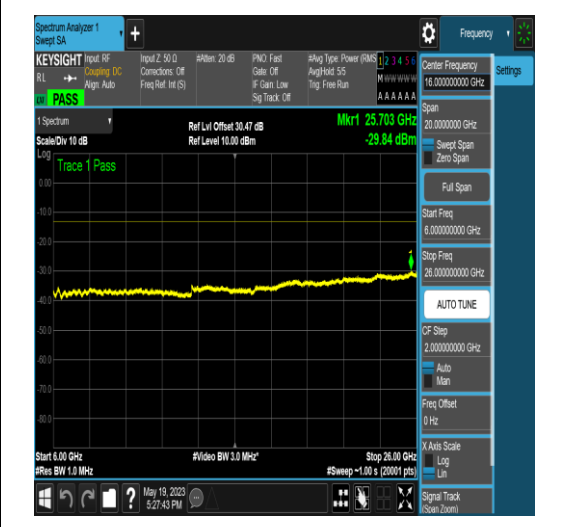 Spectrum Analyzer 1
Swept SA
Frequency
KEYSIGHT
RL
PASS
Input: RF
Coupling: DC
Align: Auto
Input Z: 50 Ω
Corrections: Off
Freq Ref: Int (S)
#Atten: 20 dB
PNO: Fast
Gate: Off
IF Gain: Low
Sig Track: Off
#Avg Type: Power (RMS
Avg|Hold: 5/5
Trig: Free Run
1 2 3 4 5 6
M w w w w w
A A A A A A
1 Spectrum
Scale/Div 10 dB
Ref Lvl Offset 30.47 dB
Ref Level 10.00 dBm
Mkr1 25.703 GHz
-29.84 dBm
Log
Trace 1 Pass
0.00
-10.0
-20.0
-30.0
-40.0
-50.0
-60.0
-70.0
-80.0
1
Start 6.00 GHz
#Res BW 1.0 MHz
#Video BW 3.0 MHz*
Stop 26.00 GHz
#Sweep ~1.00 s (20001 pts)
May 19, 2023
5:27:43 PM
Center Frequency
16.000000000 GHz
Settings
Span
20.0000000 GHz
Swept Span
Zero Span
Full Span
Start Freq
6.000000000 GHz
Stop Freq
26.000000000 GHz
AUTO TUNE
CF Step
2.000000000 GHz
Auto
Man
Freq Offset
0 Hz
X Axis Scale
Log
Lin
Signal Track
(Span Zoom)